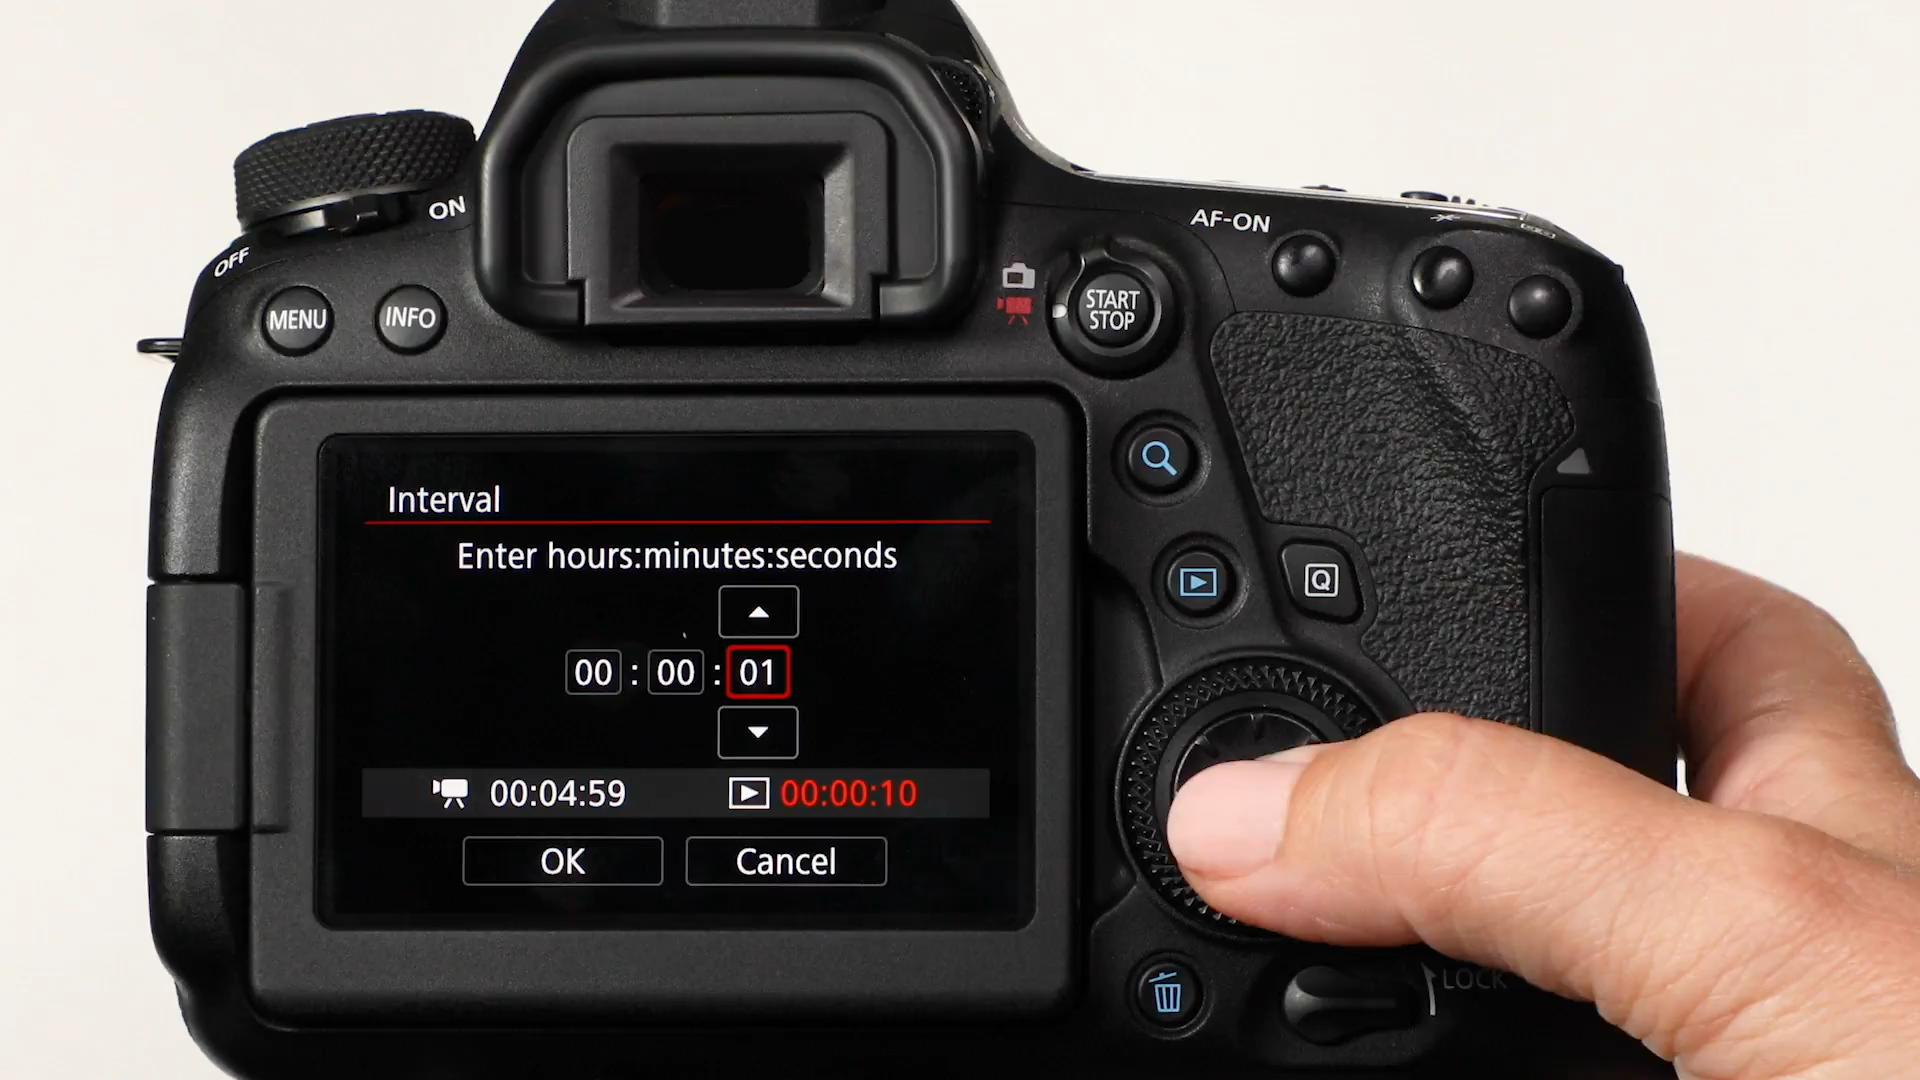 ON
OFF
MENU
INFO
AF-ON
START
STOP
Interval
Enter hours:minutes:seconds
00 : 00 : 01
00:04:59
00:00:10
OK
Cancel
Q
LOCK